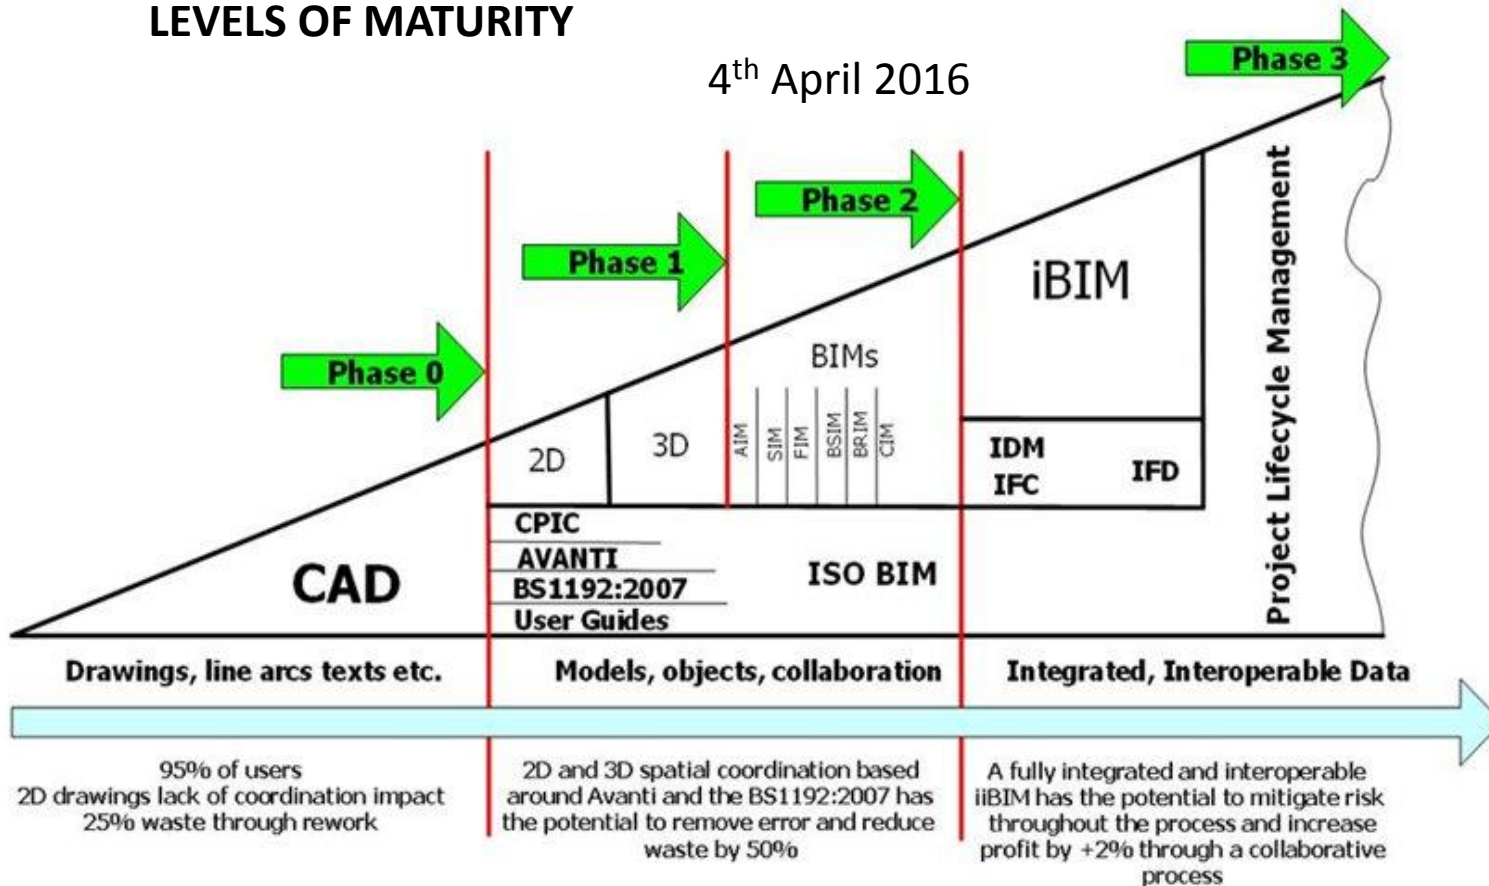 LEVELS OF MATURITY
4th April 2016
Phase 3
Phase 2
Phase 1
Phase 0
iBIM
BIMs
2D
3D
AIM
SIM
FIM
BSIM
BRIM
CIM
IDM
IFC
IFD
Project Lifecycle Management
CPIC
AVANTI
BS1192:2007
User Guides
CAD
ISO BIM
Drawings, line arcs texts etc.
Models, objects, collaboration
Integrated, Interoperable Data
95% of users
2D drawings lack of coordination impact
25% waste through rework
2D and 3D spatial coordination based
around Avanti and the BS1192:2007 has
the potential to remove error and reduce
waste by 50%
A fully integrated and interoperable
iiBIM has the potential to mitigate risk
throughout the process and increase
profit by +2% through a collaborative
process